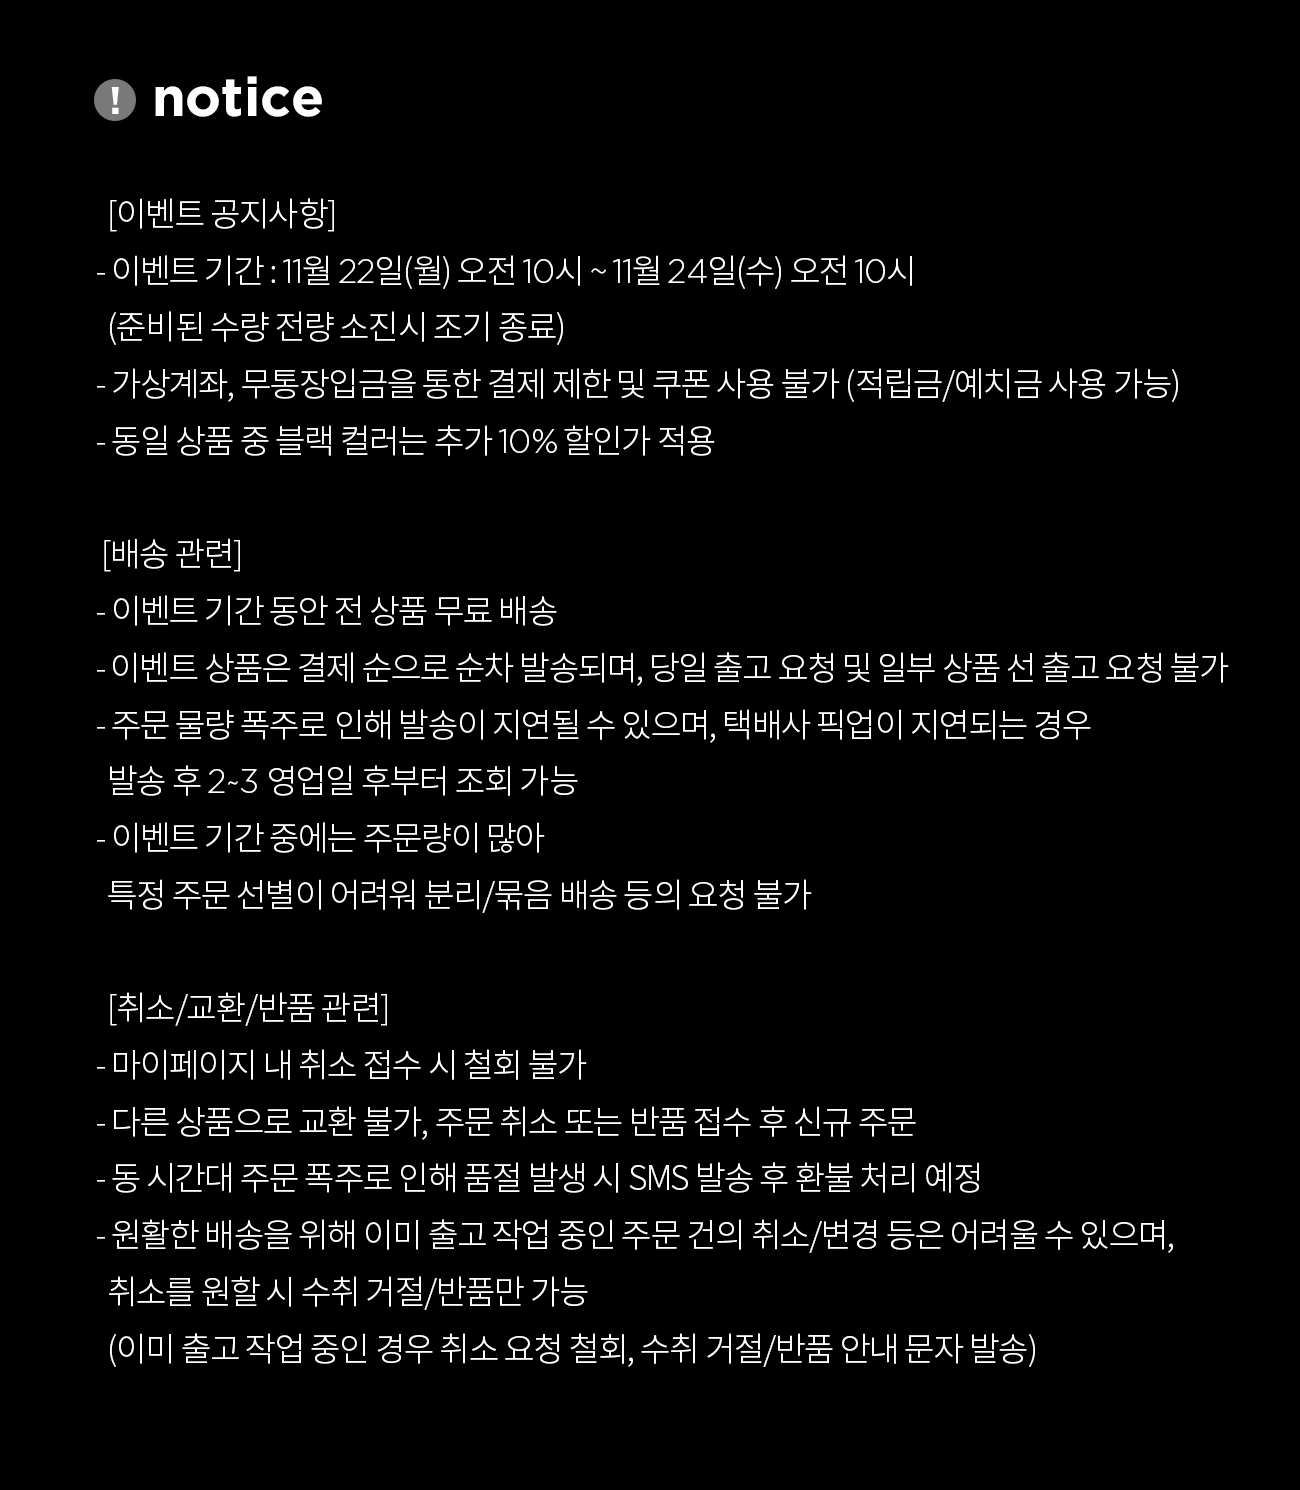 ! notice
[이벤트 공지사항]
- 이벤트 기간 : 11월 22일(월) 오전 10시 ~ 11월 24일(수) 오전 10시
(준비된 수량 전량 소진시 조기 종료)
- 가상계좌, 무통장입금을 통한 결제 제한 및 쿠폰 사용 불가 (적립금/예치금 사용 가능)
- 동일 상품 중 블랙 컬러는 추가 10% 할인가 적용
[배송 관련]
- 이벤트 기간 동안 전 상품 무료 배송
- 이벤트 상품은 결제 순으로 순차 발송되며, 당일 출고 요청 및 일부 상품 선 출고 요청 불가
- 주문 물량 폭주로 인해 발송이 지연될 수 있으며, 택배사 픽업이 지연되는 경우
발송 후 2~3 영업일 후부터 조회 가능
- 이벤트 기간 중에는 주문량이 많아
특정 주문 선별이 어려워 분리/묶음 배송 등의 요청 불가
[취소/교환/반품 관련]
- 마이페이지 내 취소 접수 시 철회 불가
- 다른 상품으로 교환 불가, 주문 취소 또는 반품 접수 후 신규 주문
- 동 시간대 주문 폭주로 인해 품절 발생 시 SMS 발송 후 환불 처리 예정
- 원활한 배송을 위해 이미 출고 작업 중인 주문 건의 취소/변경 등은 어려울 수 있으며,
취소를 원할 시 수취 거절/반품만 가능
(이미 출고 작업 중인 경우 취소 요청 철회, 수취 거절/반품 안내 문자 발송)